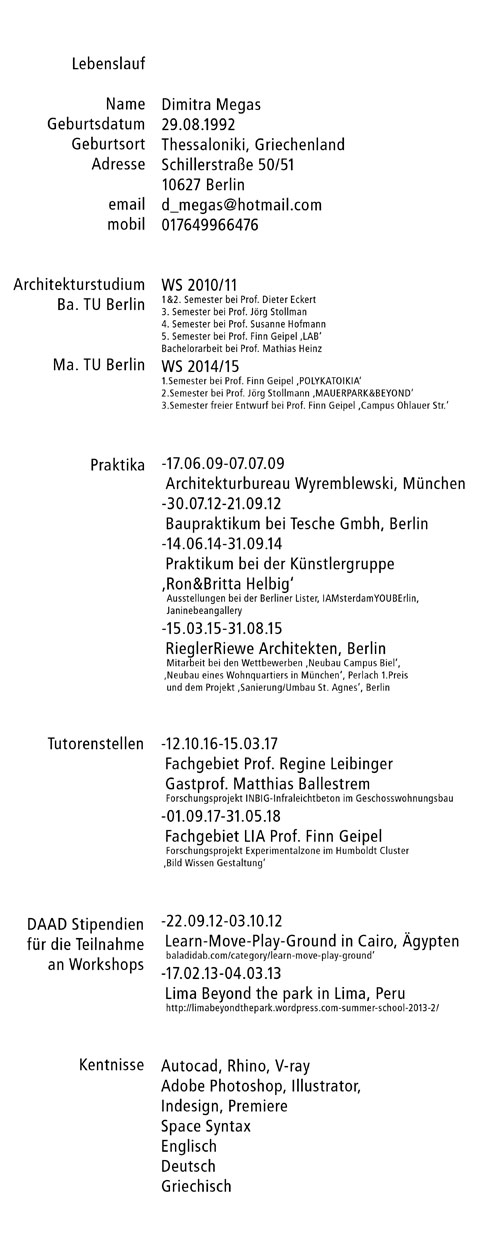 Lebenslauf
Name Dimitra Megas
Geburtsdatum 29.08.1992
Geburtsort Thessaloniki, Griechenland
Adresse Schillerstraße 50/51
10627 Berlin
email d_megas@hotmail.com
mobil 017649966476
Architekturstudium WS 2010/11
Ba. TU Berlin 1&2. Semester bei Prof. Dieter Eckert
3. Semester bei Prof. Jörg Stollman
4. Semester bei Prof. Susanne Hofmann
5. Semester bei Prof. Finn Geipel ‚LAB‘
Bachelorarbeit bei Prof. Mathias Heinz
Ma. TU Berlin WS 2014/15
1.Semester bei Prof. Finn Geipel ‚POLYKATOIKIA‘
2.Semester bei Prof. Jörg Stollmann ‚MAUERPARK&BEYOND‘
3.Semester freier Entwurf bei Prof. Finn Geipel ‚Campus Ohlauer Str.‘
Praktika -17.06.09-07.07.09
Architekturbureau Wyremblewski, München
-30.07.12-21.09.12
Baupraktikum bei Tesche Gmbh, Berlin
-14.06.14-31.09.14
Praktikum bei der Künstlergruppe
‚Ron&Britta Helbig‘
Ausstellungen bei der Berliner Lister, IAMsterdamYOUBErlin,
Janinebeangallery
-15.03.15-31.08.15
RieglerRiewe Architekten, Berlin
Mitarbeit bei den Wettbewerben ‚Neubau Campus Biel‘,
‚Neubau eines Wohnquartiers in München‘, Perlach 1.Preis
und dem Projekt ‚Sanierung/Umbau St. Agnes‘, Berlin
Tutorenstellen -12.10.16-15.03.17
Fachgebiet Prof. Regine Leibinger
Gastprof. Matthias Ballestrem
Forschungsprojekt INBIG-Infraleichtbeton im Geschosswohnungsbau
-01.09.17-31.05.18
Fachgebiet LIA Prof. Finn Geipel
Forschungsprojekt Experimentalzone im Humboldt Cluster
‚Bild Wissen Gestaltung‘
DAAD Stipendien -22.09.12-03.10.12
für die Teilnahme Learn-Move-Play-Ground in Cairo, Ägypten
an Workshops baladidab.com/category/learn-move-play-ground‘
-17.02.13-04.03.13
Lima Beyond the park in Lima, Peru
http://limabeyondthepark.wordpress.com-summer-school-2013-2/
Kentnisse Autocad, Rhino, V-ray
Adobe Photoshop, Illustrator,
Indesign, Premiere
Space Syntax
Englisch
Deutsch
Griechisch